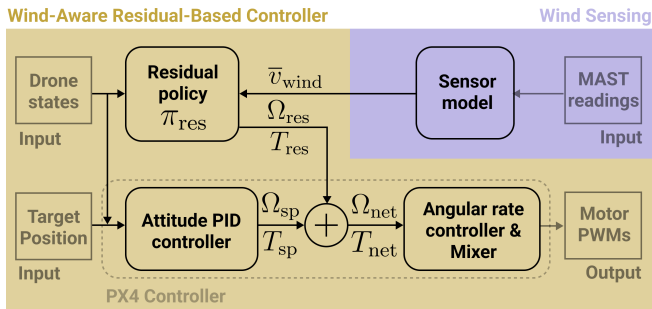 Wind-Aware Residual-Based Controller
Wind Sensing
Drone
states
Input
Residual
policy
π_res
v̅_wind
Ω_res
T_res
Sensor
model
MAST
readings
Input
Target
Position
Input
Attitude PID
controller
Ω_sp
T_sp
+
Ω_net
T_net
Angular rate
controller &
Mixer
Motor
PWMs
Output
PX4 Controller